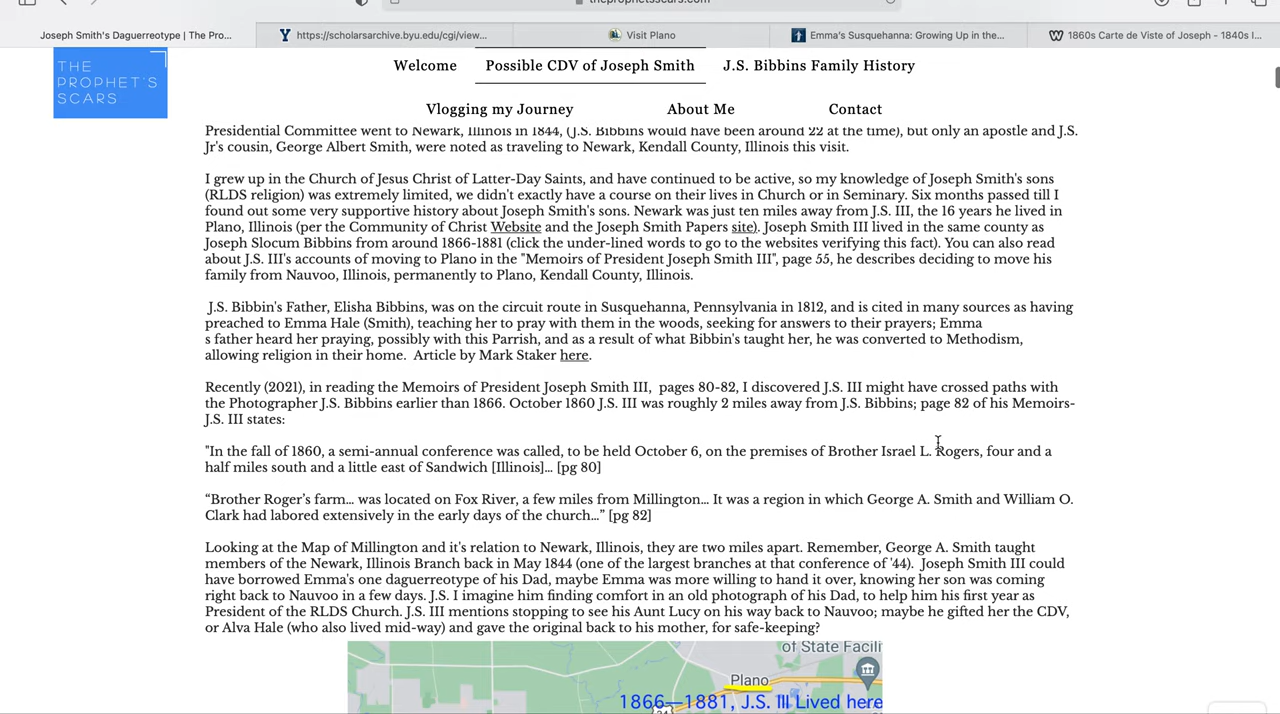 theprophetsscars.com
Joseph Smith's Daguerreotype | The Pro...
https://scholarsarchive.byu.edu/cgi/view...
Visit Plano
Emma's Susquehanna: Growing Up in the...
1860s Carte de Viste of Joseph - 1840s I...
THE
PROPHET'S
SCARS
Welcome
Possible CDV of Joseph Smith
J.S. Bibbins Family History
Vlogging my Journey
About Me
Contact
Presidential Committee went to Newark, Illinois in 1844, (J.S. Bibbins would have been around 22 at the time), but only an apostle and J.S.
Jr's cousin, George Albert Smith, were noted as traveling to Newark, Kendall County, Illinois this visit.
I grew up in the Church of Jesus Christ of Latter-Day Saints, and have continued to be active, so my knowledge of Joseph Smith's sons
(RLDS religion) was extremely limited, we didn't exactly have a course on their lives in Church or in Seminary. Six months passed till I
found out some very supportive history about Joseph Smith's sons. Newark was just ten miles away from J.S. III, the 16 years he lived in
Plano, Illinois (per the Community of Christ Website and the Joseph Smith Papers site). Joseph Smith III lived in the same county as
Joseph Slocum Bibbins from around 1866-1881 (click the under-lined words to go to the websites verifying this fact). You can also read
about J.S. III's accounts of moving to Plano in the "Memoirs of President Joseph Smith III", page 55, he describes deciding to move his
family from Nauvoo, Illinois, permanently to Plano, Kendall County, Illinois.
J.S. Bibbin's Father, Elisha Bibbins, was on the circuit route in Susquehanna, Pennsylvania in 1812, and is cited in many sources as having
preached to Emma Hale (Smith), teaching her to pray with them in the woods, seeking for answers to their prayers; Emma
s father heard her praying, possibly with this Parrish, and as a result of what Bibbin's taught her, he was converted to Methodism,
allowing religion in their home. Article by Mark Staker here.
Recently (2021), in reading the Memoirs of President Joseph Smith III, pages 80-82, I discovered J.S. III might have crossed paths with
the Photographer J.S. Bibbins earlier than 1866. October 1860 J.S. III was roughly 2 miles away from J.S. Bibbins; page 82 of his Memoirs-
J.S. III states:
"In the fall of 1860, a semi-annual conference was called, to be held October 6, on the premises of Brother Israel L. Rogers, four and a
half miles south and a little east of Sandwich [Illinois]... [pg 80]
“Brother Roger’s farm... was located on Fox River, a few miles from Millington... It was a region in which George A. Smith and William O.
Clark had labored extensively in the early days of the church...” [pg 82]
Looking at the Map of Millington and it's relation to Newark, Illinois, they are two miles apart. Remember, George A. Smith taught
members of the Newark, Illinois Branch back in May 1844 (one of the largest branches at that conference of '44). Joseph Smith III could
have borrowed Emma's one daguerreotype of his Dad, maybe Emma was more willing to hand it over, knowing her son was coming
right back to Nauvoo in a few days. J.S. I imagine him finding comfort in an old photograph of his Dad, to help him his first year as
President of the RLDS Church. J.S. III mentions stopping to see his Aunt Lucy on his way back to Nauvoo; maybe he gifted her the CDV,
or Alva Hale (who also lived mid-way) and gave the original back to his mother, for safe-keeping?
of State Facili
Plano
1866—1881, J.S. III Lived here
34